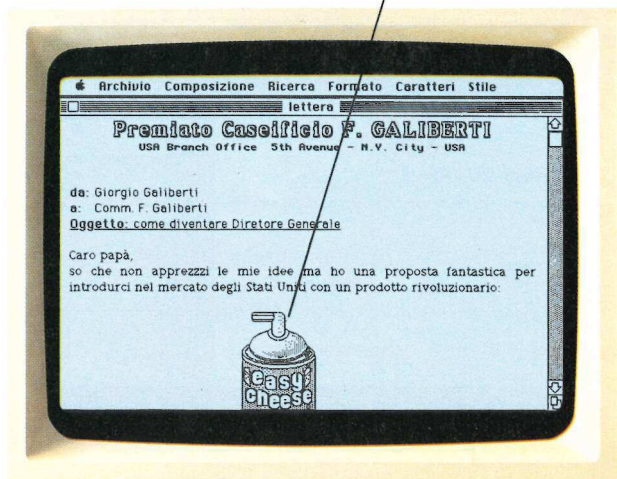 Archivio Composizione Ricerca Formato Caratteri Stile
lettera
Premiato Caseificio F. GALIBERTI
USA Branch Office 5th Avenue - N.Y. City - USA
da: Giorgio Galiberti
a: Comm. F. Galiberti
Oggetto: come diventare Diretore Generale
Caro papà,
so che non apprezzzi le mie idee ma ho una proposta fantastica per
introdurci nel mercato degli Stati Uniti con un prodotto rivoluzionario:
easy
cheese